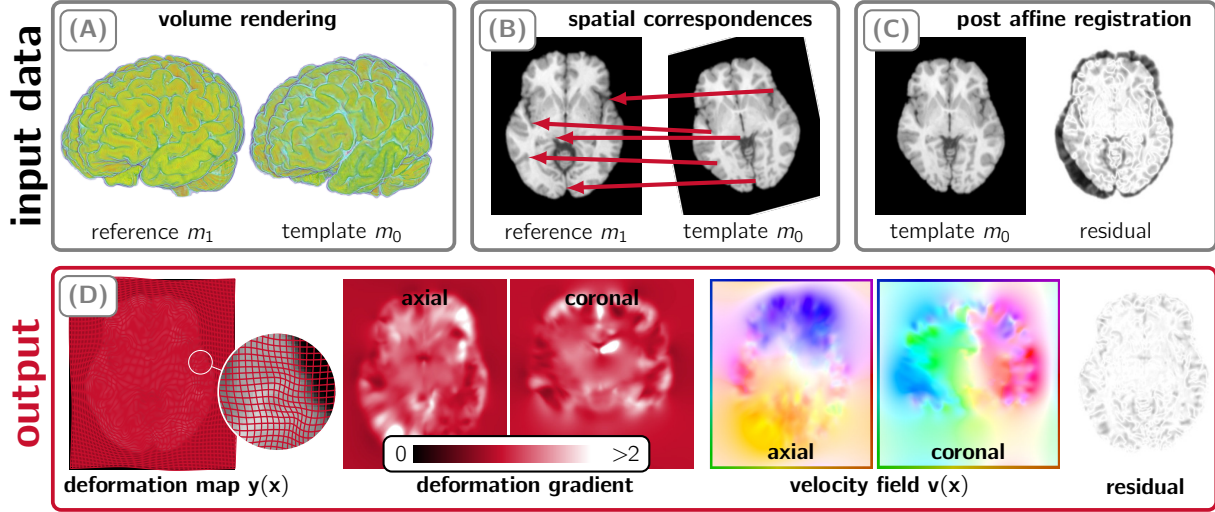 input data
(A)
volume rendering
reference m₁
template m₀
(B)
spatial correspondences
reference m₁
template m₀
(C)
post affine registration
template m₀
residual
output
(D)
deformation map y(x)
axial
coronal
0
>2
deformation gradient
axial
coronal
velocity field v(x)
residual